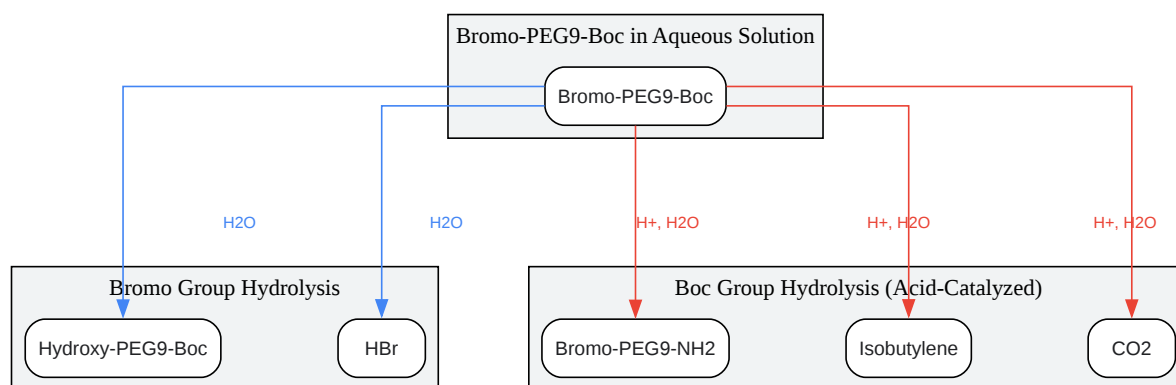 Bromo-PEG9-Boc in Aqueous Solution
Bromo-PEG9-Boc
H2O
H2O
H+, H2O
H+, H2O
H+, H2O
Bromo Group Hydrolysis
Boc Group Hydrolysis (Acid-Catalyzed)
Hydroxy-PEG9-Boc
HBr
Bromo-PEG9-NH2
Isobutylene
CO2